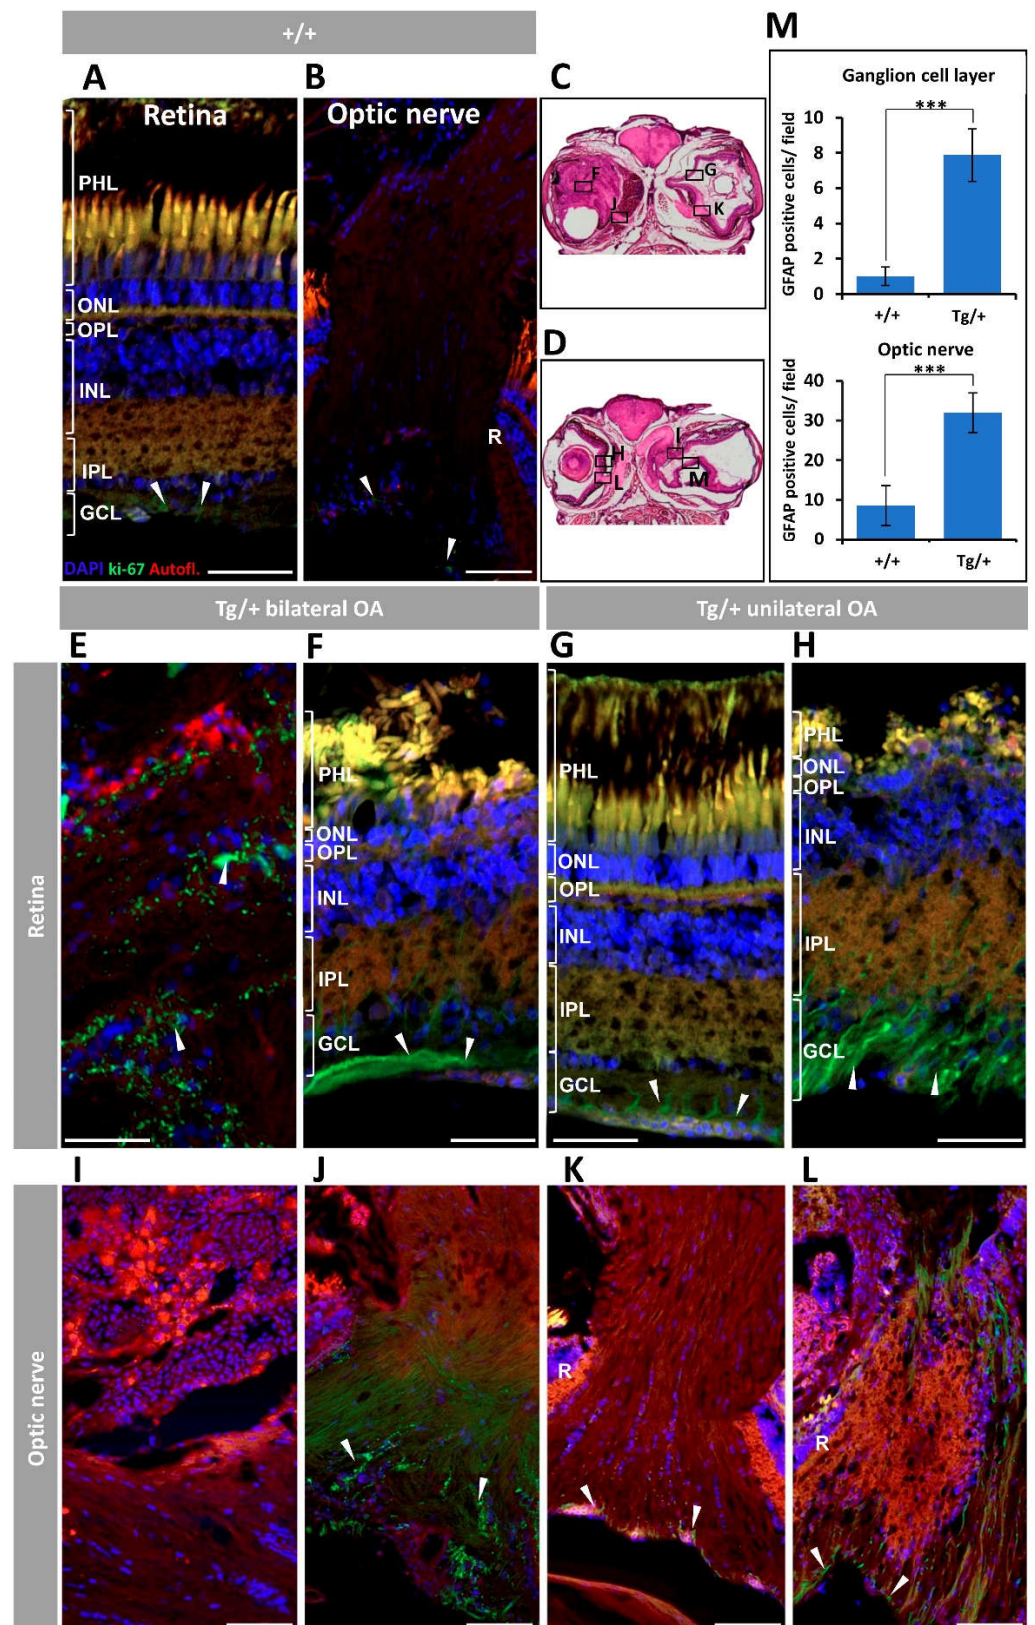 +/+
M
A
B
C
Retina
Optic nerve
PHL
ONL
OPL
INL
IPL
GCL
R
DAPI ki-67 Autofl.
F
J
G
K
D
H
L
I
M
Ganglion cell layer
GFAP positive cells/ field
10
8
6
4
2
0
***
+/+
Tg/+
Optic nerve
GFAP positive cells/ field
40
30
20
10
0
***
+/+
Tg/+
Tg/+ bilateral OA
Tg/+ unilateral OA
Retina
E
F
G
H
PHL
ONL
OPL
INL
IPL
GCL
PHL
ONL
OPL
INL
IPL
GCL
PHL
ONL
OPL
INL
IPL
GCL
Optic nerve
I
J
K
L
R
R